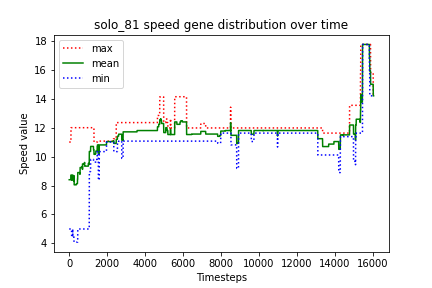 solo_81 speed gene distribution over time
max
mean
min
Speed value
18
16
14
12
10
8
6
4
0 2000 4000 6000 8000 10000 12000 14000 16000
Timesteps